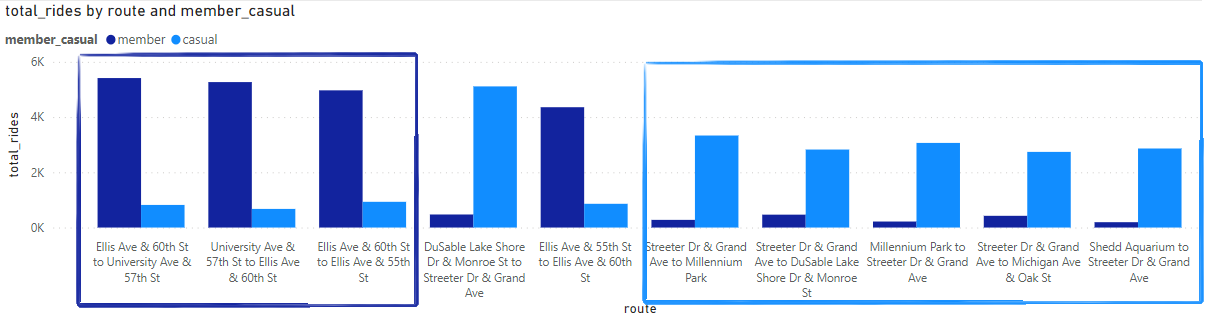 total_rides by route and member_casual
member_casual member casual
6K
4K
2K
0K
total_rides
Ellis Ave & 60th St
to University Ave &
57th St
University Ave &
57th St to Ellis Ave
& 60th St
Ellis Ave & 60th St
to Ellis Ave & 55th
St
DuSable Lake Shore
Dr & Monroe St to
Streeter Dr & Grand
Ave
Ellis Ave & 55th St
to Ellis Ave & 60th
St
Streeter Dr & Grand
Ave to Millennium
Park
Streeter Dr & Grand
Ave to DuSable Lake
Shore Dr & Monroe
St
Millennium Park to
Streeter Dr & Grand
Ave
Streeter Dr & Grand
Ave to Michigan Ave
& Oak St
Shedd Aquarium to
Streeter Dr & Grand
Ave
route